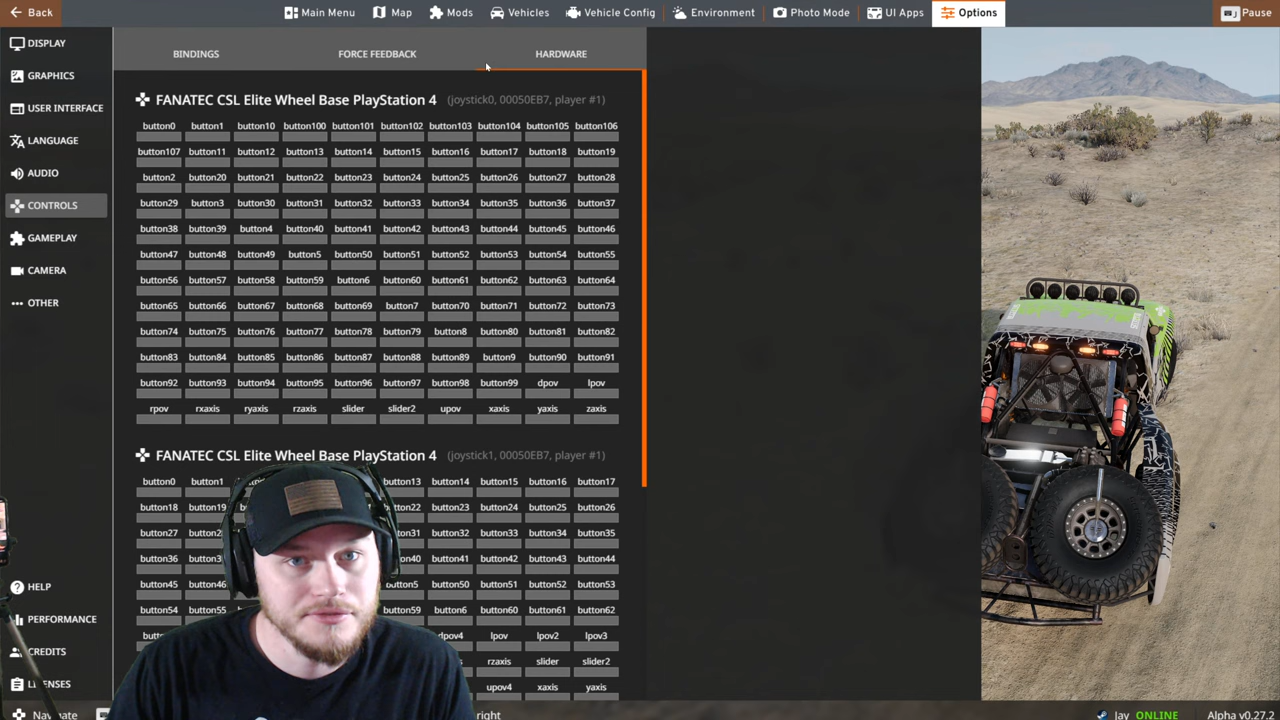 Back
Main Menu
Map
Mods
Vehicles
Vehicle Config
Environment
Photo Mode
UI Apps
Options
Pause
DISPLAY
GRAPHICS
USER INTERFACE
LANGUAGE
AUDIO
CONTROLS
GAMEPLAY
CAMERA
OTHER
HELP
PERFORMANCE
CREDITS
BINDINGS FORCE FEEDBACK HARDWARE
FANATEC CSL Elite Wheel Base PlayStation 4 (joystick0, 00050EB7, player #1)
button0 button1 button10 button100 button101 button102 button103 button104 button105 button106
button107 button11 button12 button13 button14 button15 button16 button17 button18 button19
button2 button20 button21 button22 button23 button24 button25 button26 button27 button28
button29 button3 button30 button31 button32 button33 button34 button35 button36 button37
button38 button39 button4 button40 button41 button42 button43 button44 button45 button46
button47 button48 button49 button5 button50 button51 button52 button53 button54 button55
button56 button57 button58 button59 button6 button60 button61 button62 button63 button64
button65 button66 button67 button68 button69 button7 button70 button71 button72 button73
button74 button75 button76 button77 button78 button79 button8 button80 button81 button82
button83 button84 button85 button86 button87 button88 button89 button9 button90 button91
button92 button93 button94 button95 button96 button97 button98 button99 dpov lpov
rpov rxaxis ryaxis rzaxis slider slider2 upov xaxis yaxis zaxis
FANATEC CSL Elite Wheel Base PlayStation 4 (joystick1, 00050EB7, player #1)
button0 button1 button13 button14 button15 button16 button17
button18 button19 button22 button23 button24 button25 button26
button27 button31 button32 button33 button34 button35
button36 button41 button42 button43 button44
button45 button46 button5 button50 button51 button52 button53
button54 button55 button59 button6 button60 button61 button62
lpov lpov2 lpov3
rzaxis slider slider2
upov4 xaxis yaxis
Navigate right
Jay ONLINE Alpha v0.27.2